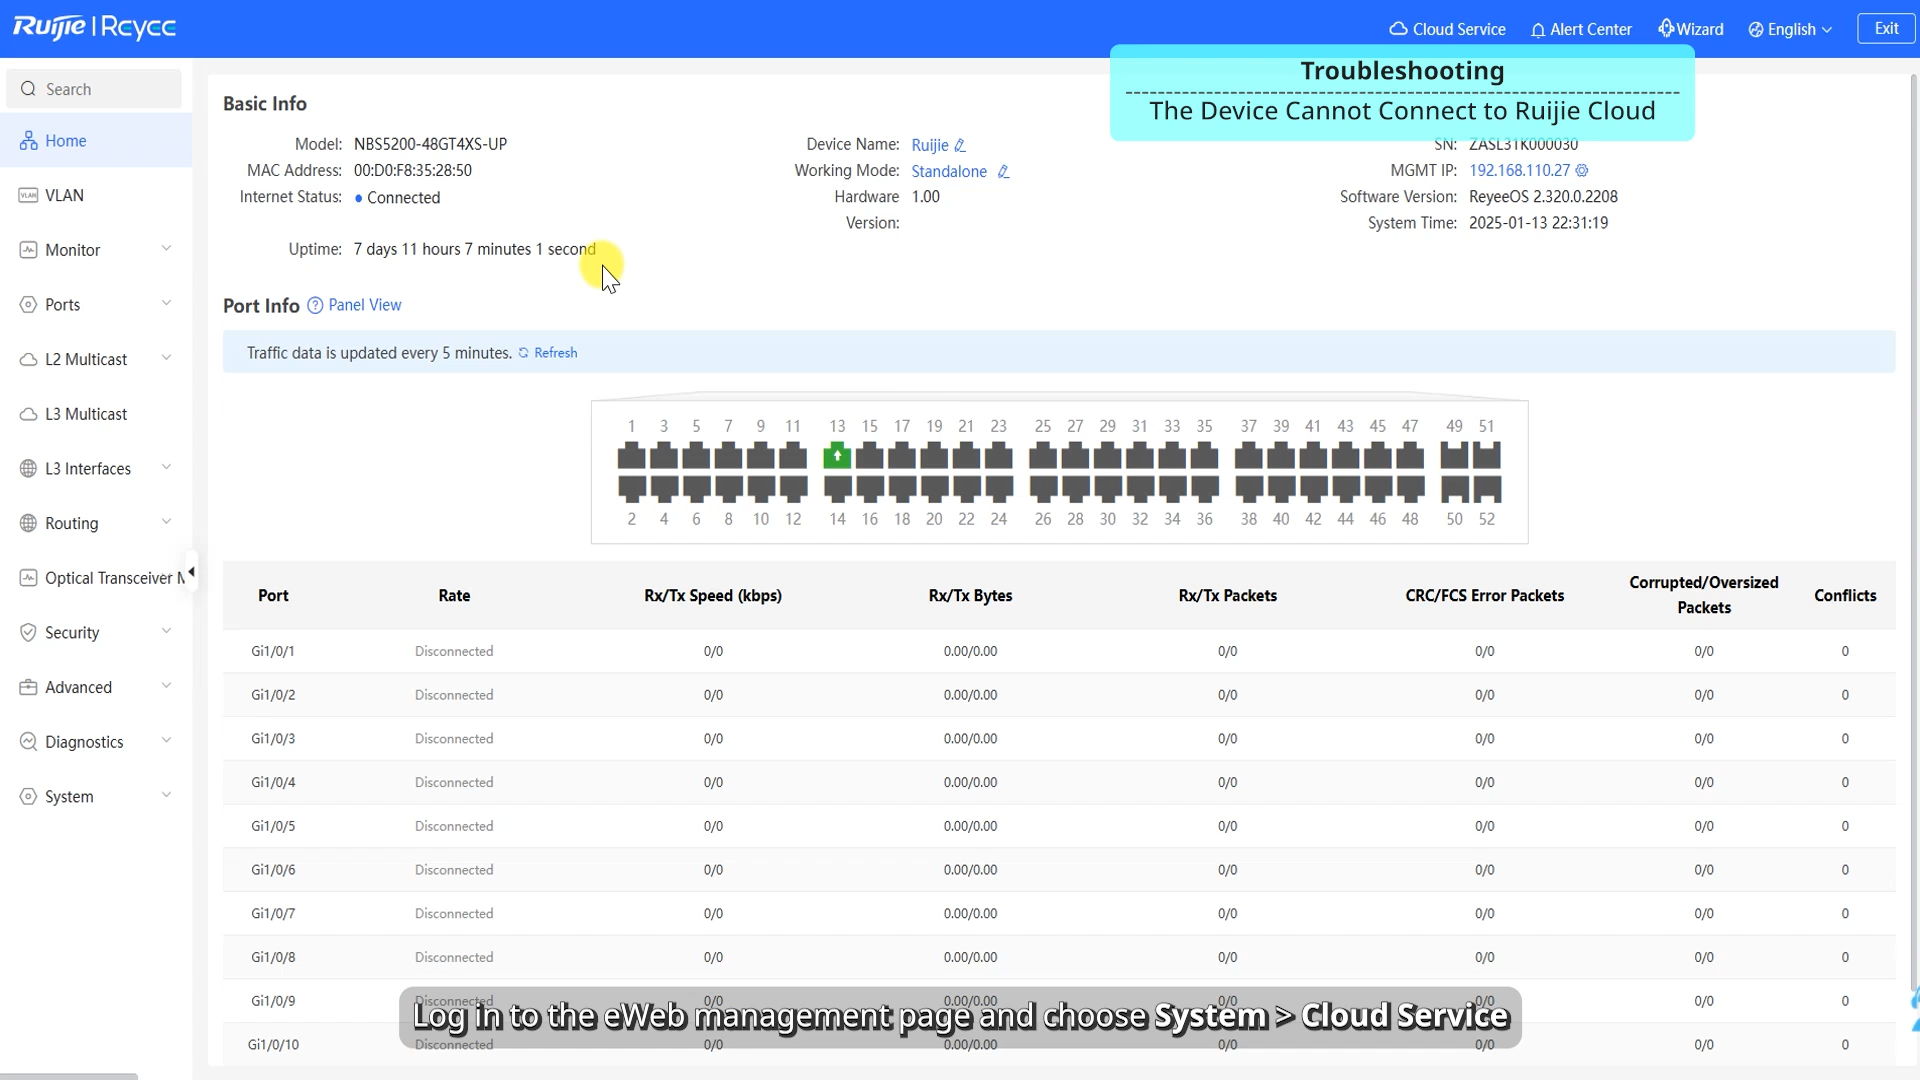 Ruijie | Reyee
Cloud Service
Alert Center
Wizard
English
Exit
Troubleshooting
The Device Cannot Connect to Ruijie Cloud
Search
Home
VLAN
VLAN
Monitor
Ports
L2 Multicast
L3 Multicast
L3 Interfaces
Routing
Optical Transceiver M
Security
Advanced
Diagnostics
System
Basic Info
Model: NBS5200-48GT4XS-UP
Device Name: Ruijie
SN: ZASL31K000030
MAC Address: 00:D0:F8:35:28:50
Working Mode: Standalone
MGMT IP: 192.168.110.27
Internet Status: Connected
Hardware Version: 1.00
Software Version: ReyeeOS 2.320.0.2208
System Time: 2025-01-13 22:31:19
Uptime: 7 days 11 hours 7 minutes 1 second
Port Info ? Panel View
Traffic data is updated every 5 minutes. Refresh
1 3 5 7 9 11 13 15 17 19 21 23 25 27 29 31 33 35 37 39 41 43 45 47 49 51
2 4 6 8 10 12 14 16 18 20 22 24 26 28 30 32 34 36 38 40 42 44 46 48 50 52
Port Rate Rx/Tx Speed (kbps) Rx/Tx Bytes Rx/Tx Packets CRC/FCS Error Packets Corrupted/Oversized Packets Conflicts
Gi1/0/1 Disconnected 0/0 0.00/0.00 0/0 0/0 0/0 0
Gi1/0/2 Disconnected 0/0 0.00/0.00 0/0 0/0 0/0 0
Gi1/0/3 Disconnected 0/0 0.00/0.00 0/0 0/0 0/0 0
Gi1/0/4 Disconnected 0/0 0.00/0.00 0/0 0/0 0/0 0
Gi1/0/5 Disconnected 0/0 0.00/0.00 0/0 0/0 0/0 0
Gi1/0/6 Disconnected 0/0 0.00/0.00 0/0 0/0 0/0 0
Gi1/0/7 Disconnected 0/0 0.00/0.00 0/0 0/0 0/0 0
Gi1/0/8 Disconnected 0/0 0.00/0.00 0/0 0/0 0/0 0
Gi1/0/9 Disconnected 0/0 0.00/0.00 0/0 0/0 0/0 0
Log in to the eWeb management page and choose System > Cloud Service
Gi1/0/10 0/0 0.00/0.00 0/0 0/0 0/0 0